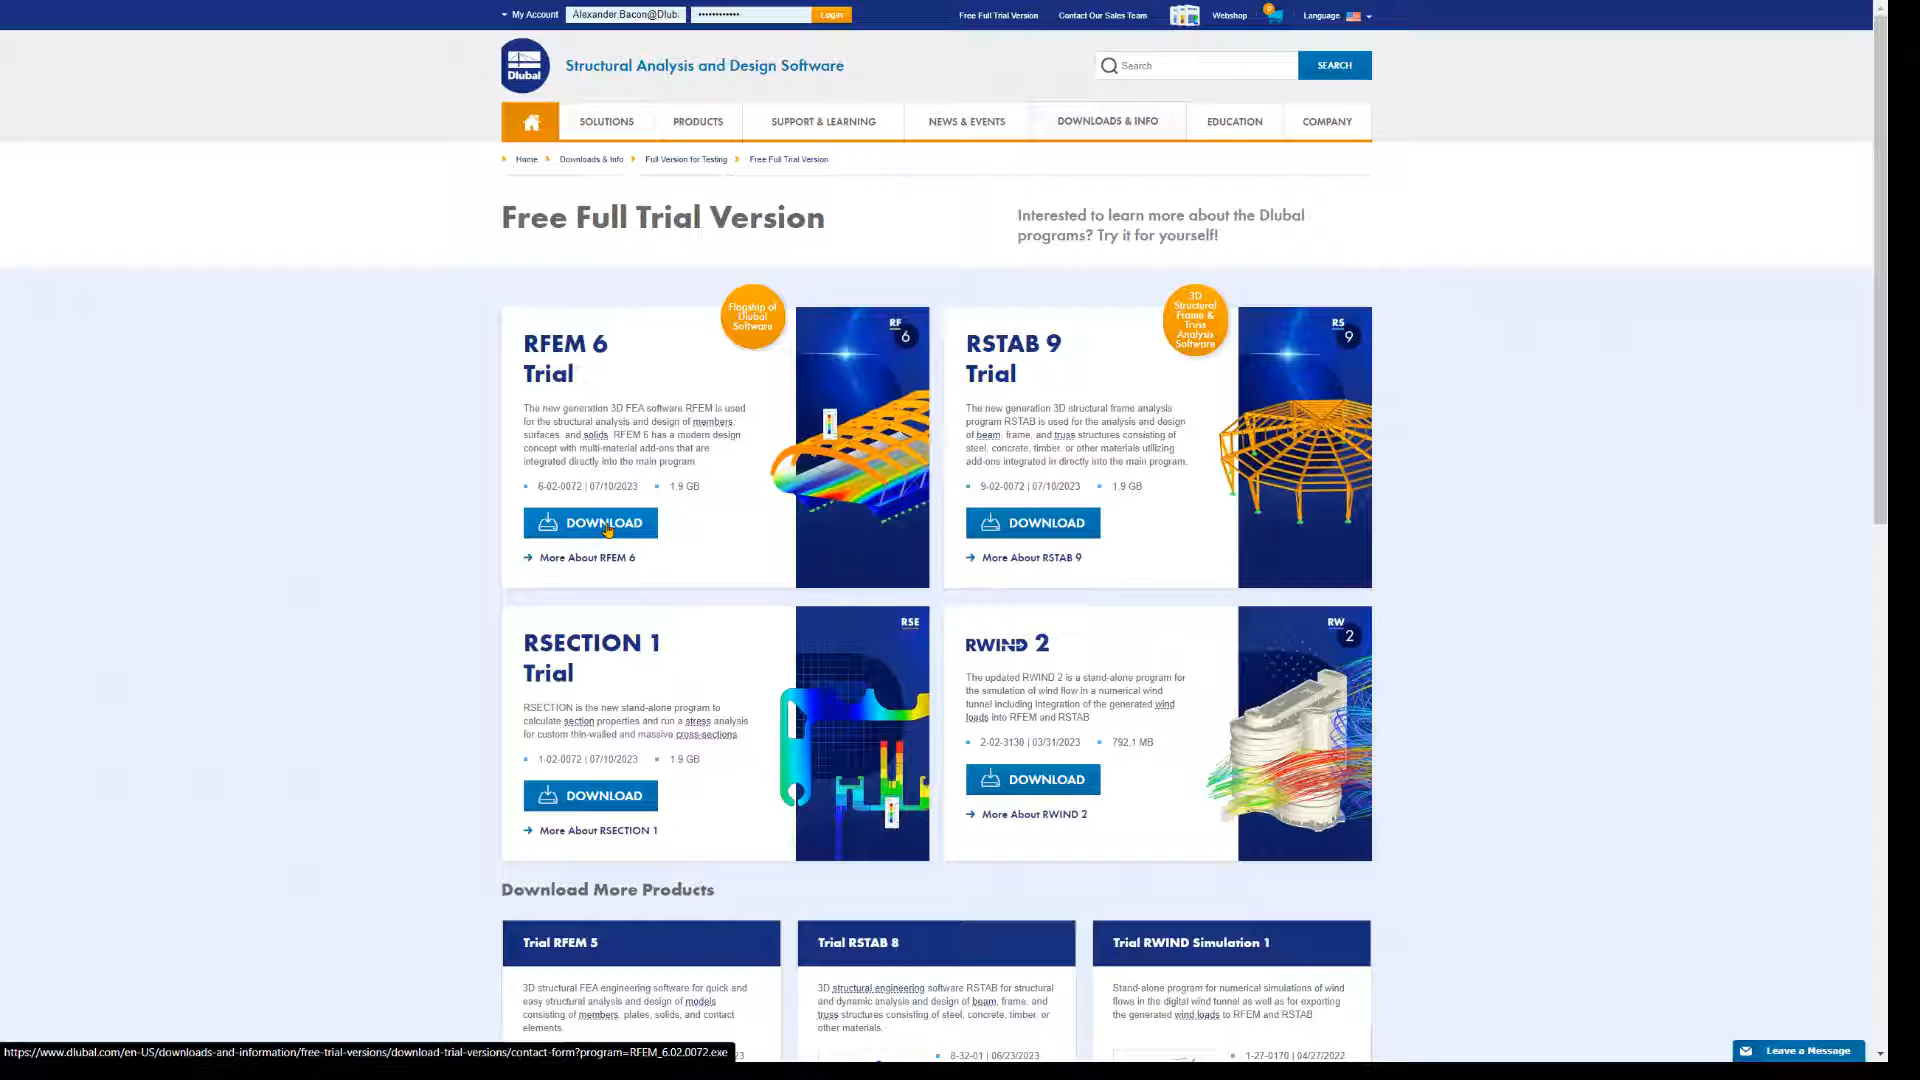 My Account
Alexander.Bacon@Dlub
••••••••••••
Login
Free Full Trial Version
Contact Our Sales Team
Webshop
0
Language
Dlubal
Structural Analysis and Design Software
Search
SEARCH
SOLUTIONS
PRODUCTS
SUPPORT & LEARNING
NEWS & EVENTS
DOWNLOADS & INFO
EDUCATION
COMPANY
Home
Downloads & Info
Full Version for Testing
Free Full Trial Version
Free Full Trial Version
Interested to learn more about the Dlubal
programs? Try it for yourself!
Flagship of
Dlubal
Software
RF
6
RFEM 6
Trial
The new generation 3D FEA software RFEM is used
for the structural analysis and design of members,
surfaces, and solids. RFEM 6 has a modern design
concept with multi-material add-ons that are
integrated directly into the main program.
6-02-0072 | 07/10/2023
1.9 GB
DOWNLOAD
More About RFEM 6
3D
Structural
Frame &
Truss
Analysis
Software
RS
9
RSTAB 9
Trial
The new generation 3D structural frame analysis
program RSTAB is used for the analysis and design
of beam, frame, and truss structures consisting of
steel, concrete, timber, or other materials utilizing
add-ons integrated in directly into the main program.
9-02-0072 | 07/10/2023
1.9 GB
DOWNLOAD
More About RSTAB 9
RSE
RSECTION 1
Trial
RSECTION is the new stand-alone program to
calculate section properties and run a stress analysis
for custom thin-walled and massive cross-sections.
1-02-0072 | 07/10/2023
1.9 GB
DOWNLOAD
More About RSECTION 1
RW
2
RWIND 2
The updated RWIND 2 is a stand-alone program for
the simulation of wind flow in a numerical wind
tunnel including integration of the generated wind
loads into RFEM and RSTAB
2-02-3130 | 03/31/2023
792.1 MB
DOWNLOAD
More About RWIND 2
Download More Products
Trial RFEM 5
3D structural FEA engineering software for quick and
easy structural analysis and design of models
consisting of members, plates, solids, and contact
elements.
Trial RSTAB 8
3D structural engineering software RSTAB for structural
and dynamic analysis and design of beam, frame, and
truss structures consisting of steel, concrete, timber, or
other materials.
8-32-01 | 06/23/2023
Trial RWIND Simulation 1
Stand-alone program for numerical simulations of wind
flows in the digital wind tunnel as well as for exporting
the generated wind loads to RFEM and RSTAB
1-27-0170 | 04/27/2022
https://www.dlubal.com/en-US/downloads-and-information/free-trial-versions/download-trial-versions/contact-form?program=RFEM_6.02.0072.exe
Leave a Message